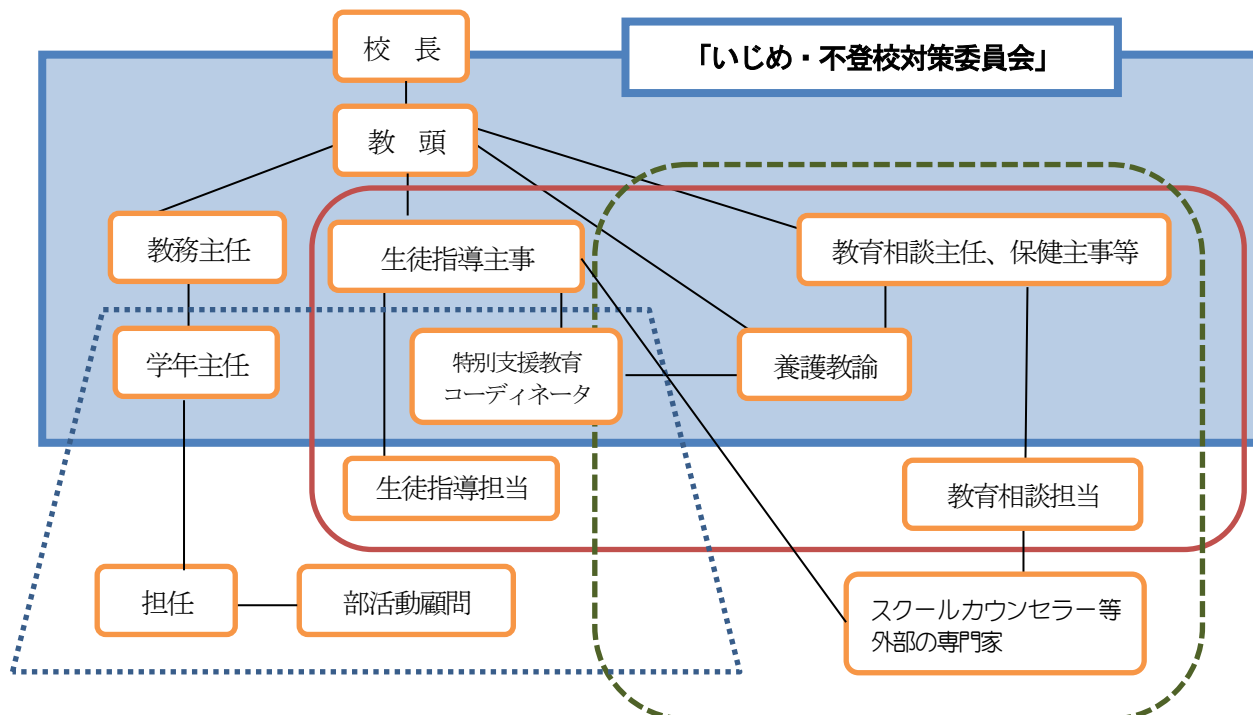 校　長
「いじめ・不登校対策委員会」
教　頭
教務主任
生徒指導主事
教育相談主任、保健主事等
学年主任
特別支援教育
コーディネータ
養護教諭
生徒指導担当
教育相談担当
担任
部活動顧問
スクールカウンセラー等
外部の専門家